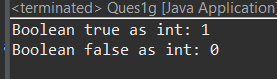 <terminated> Ques1g [Java Application]
Boolean true as int: 1
Boolean false as int: 0